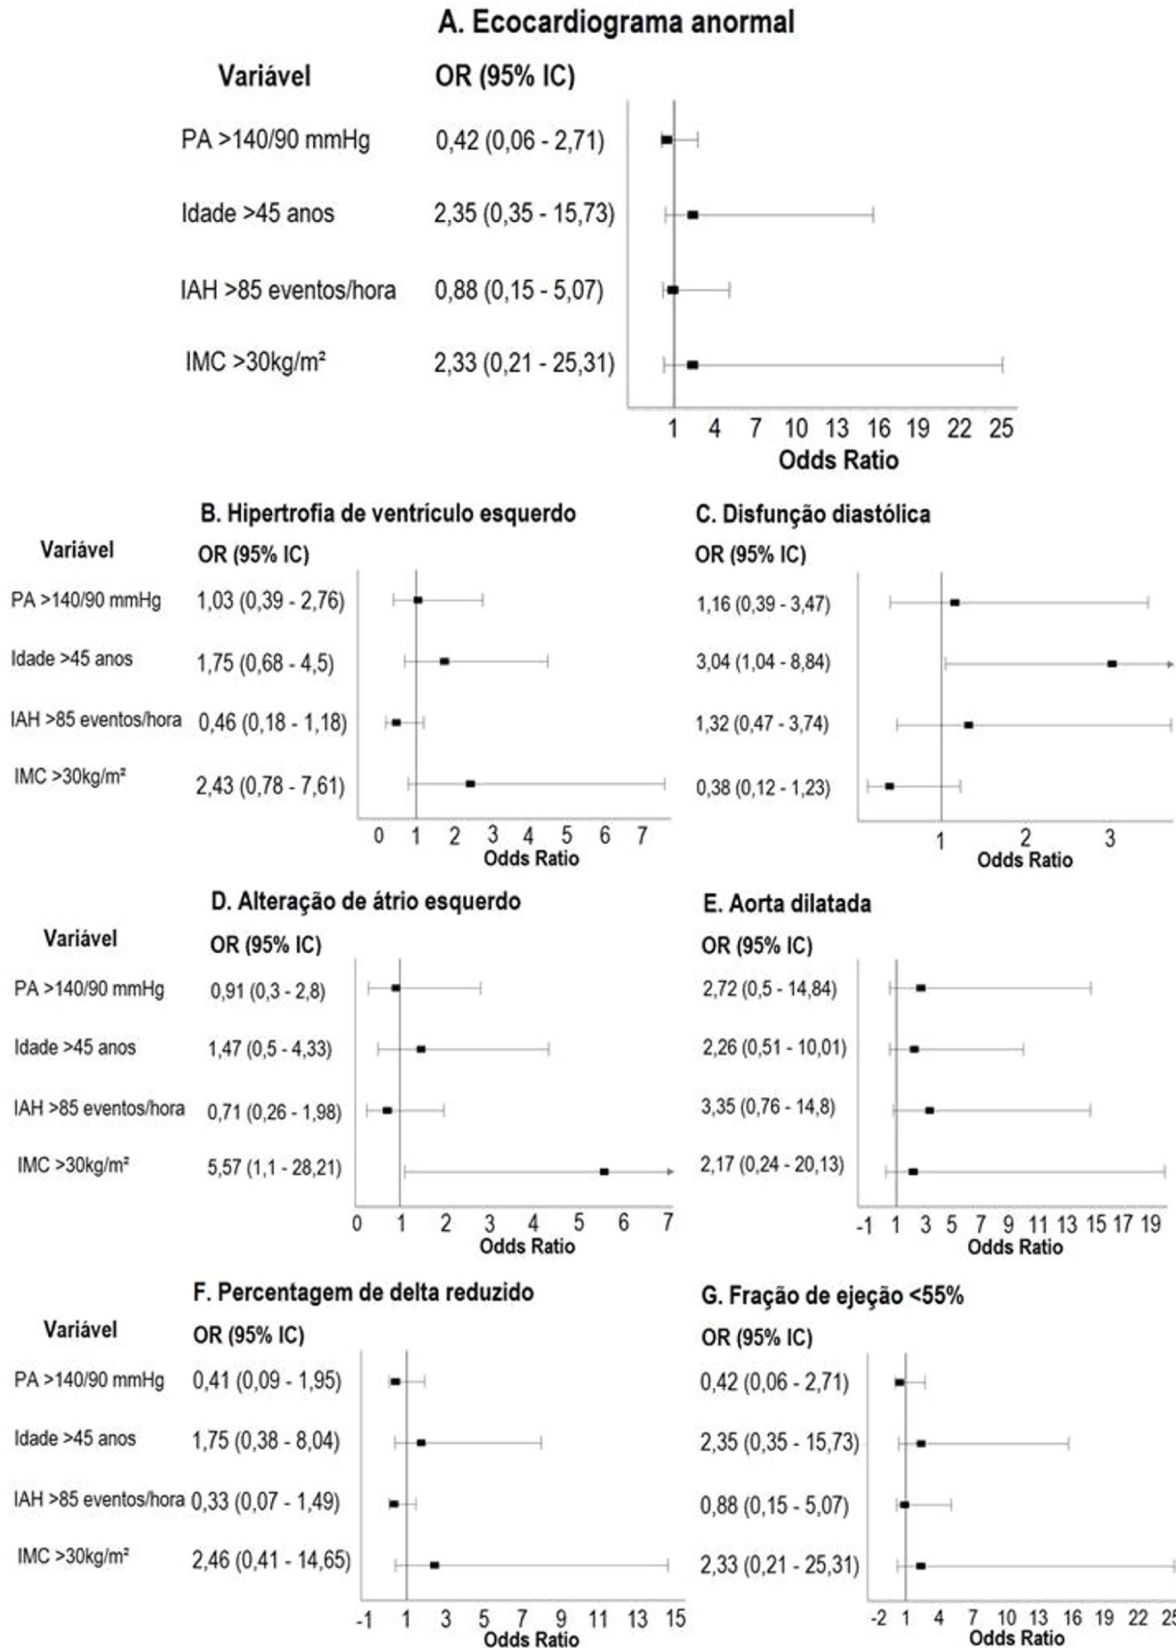 A. Ecocardiograma anormal
Variável OR (95% IC)
PA >140/90 mmHg 0,42 (0,06 - 2,71)
Idade >45 anos 2,35 (0,35 - 15,73)
IAH >85 eventos/hora 0,88 (0,15 - 5,07)
IMC >30kg/m² 2,33 (0,21 - 25,31)
1 4 7 10 13 16 19 22 25
Odds Ratio
B. Hipertrofia de ventrículo esquerdo
Variável OR (95% IC)
PA >140/90 mmHg 1,03 (0,39 - 2,76)
Idade >45 anos 1,75 (0,68 - 4,5)
IAH >85 eventos/hora 0,46 (0,18 - 1,18)
IMC >30kg/m² 2,43 (0,78 - 7,61)
0 1 2 3 4 5 6 7
Odds Ratio
C. Disfunção diastólica
OR (95% IC)
1,16 (0,39 - 3,47)
3,04 (1,04 - 8,84)
1,32 (0,47 - 3,74)
0,38 (0,12 - 1,23)
1 2 3
Odds Ratio
D. Alteração de átrio esquerdo
Variável OR (95% IC)
PA >140/90 mmHg 0,91 (0,3 - 2,8)
Idade >45 anos 1,47 (0,5 - 4,33)
IAH >85 eventos/hora 0,71 (0,26 - 1,98)
IMC >30kg/m² 5,57 (1,1 - 28,21)
0 1 2 3 4 5 6 7
Odds Ratio
E. Aorta dilatada
OR (95% IC)
2,72 (0,5 - 14,84)
2,26 (0,51 - 10,01)
3,35 (0,76 - 14,8)
2,17 (0,24 - 20,13)
-1 1 3 5 7 9 11 13 15 17 19
Odds Ratio
F. Percentagem de delta reduzido
Variável OR (95% IC)
PA >140/90 mmHg 0,41 (0,09 - 1,95)
Idade >45 anos 1,75 (0,38 - 8,04)
IAH >85 eventos/hora 0,33 (0,07 - 1,49)
IMC >30kg/m² 2,46 (0,41 - 14,65)
-1 1 3 5 7 9 11 13 15
Odds Ratio
G. Fração de ejeção <55%
OR (95% IC)
0,42 (0,06 - 2,71)
2,35 (0,35 - 15,73)
0,88 (0,15 - 5,07)
2,33 (0,21 - 25,31)
-2 1 4 7 10 13 16 19 22 25
Odds Ratio